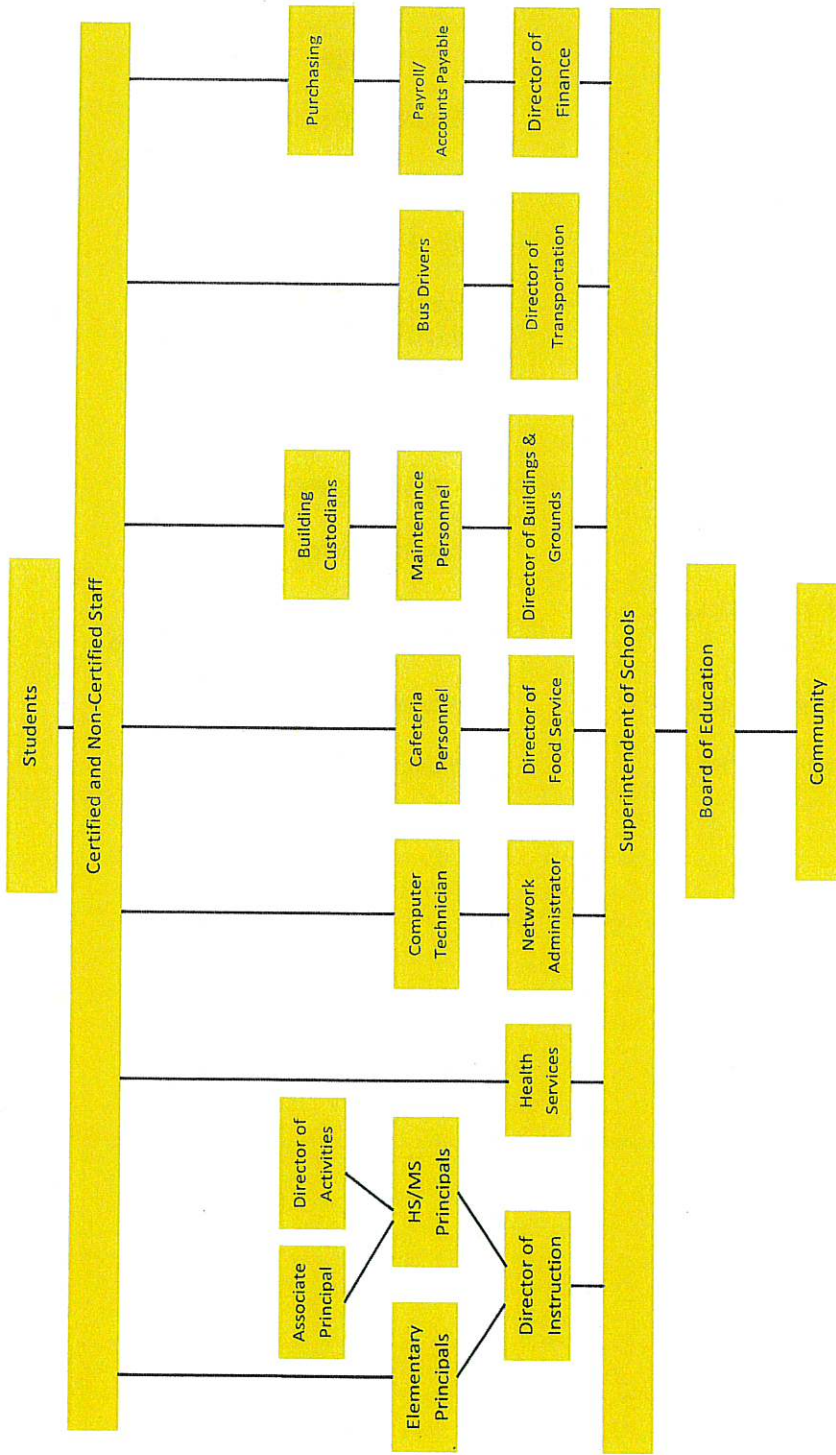 Students
Certified and Non-Certified Staff
Associate
Principal
Director of
Activities
Building
Custodians
Purchasing
Elementary
Principals
HS/MS
Principals
Computer
Technician
Cafeteria
Personnel
Maintenance
Personnel
Bus Drivers
Payroll/
Accounts Payable
Director of
Instruction
Health
Services
Network
Administrator
Director of
Food Service
Director of Buildings &
Grounds
Director of
Transportation
Director of
Finance
Superintendent of Schools
Board of Education
Community